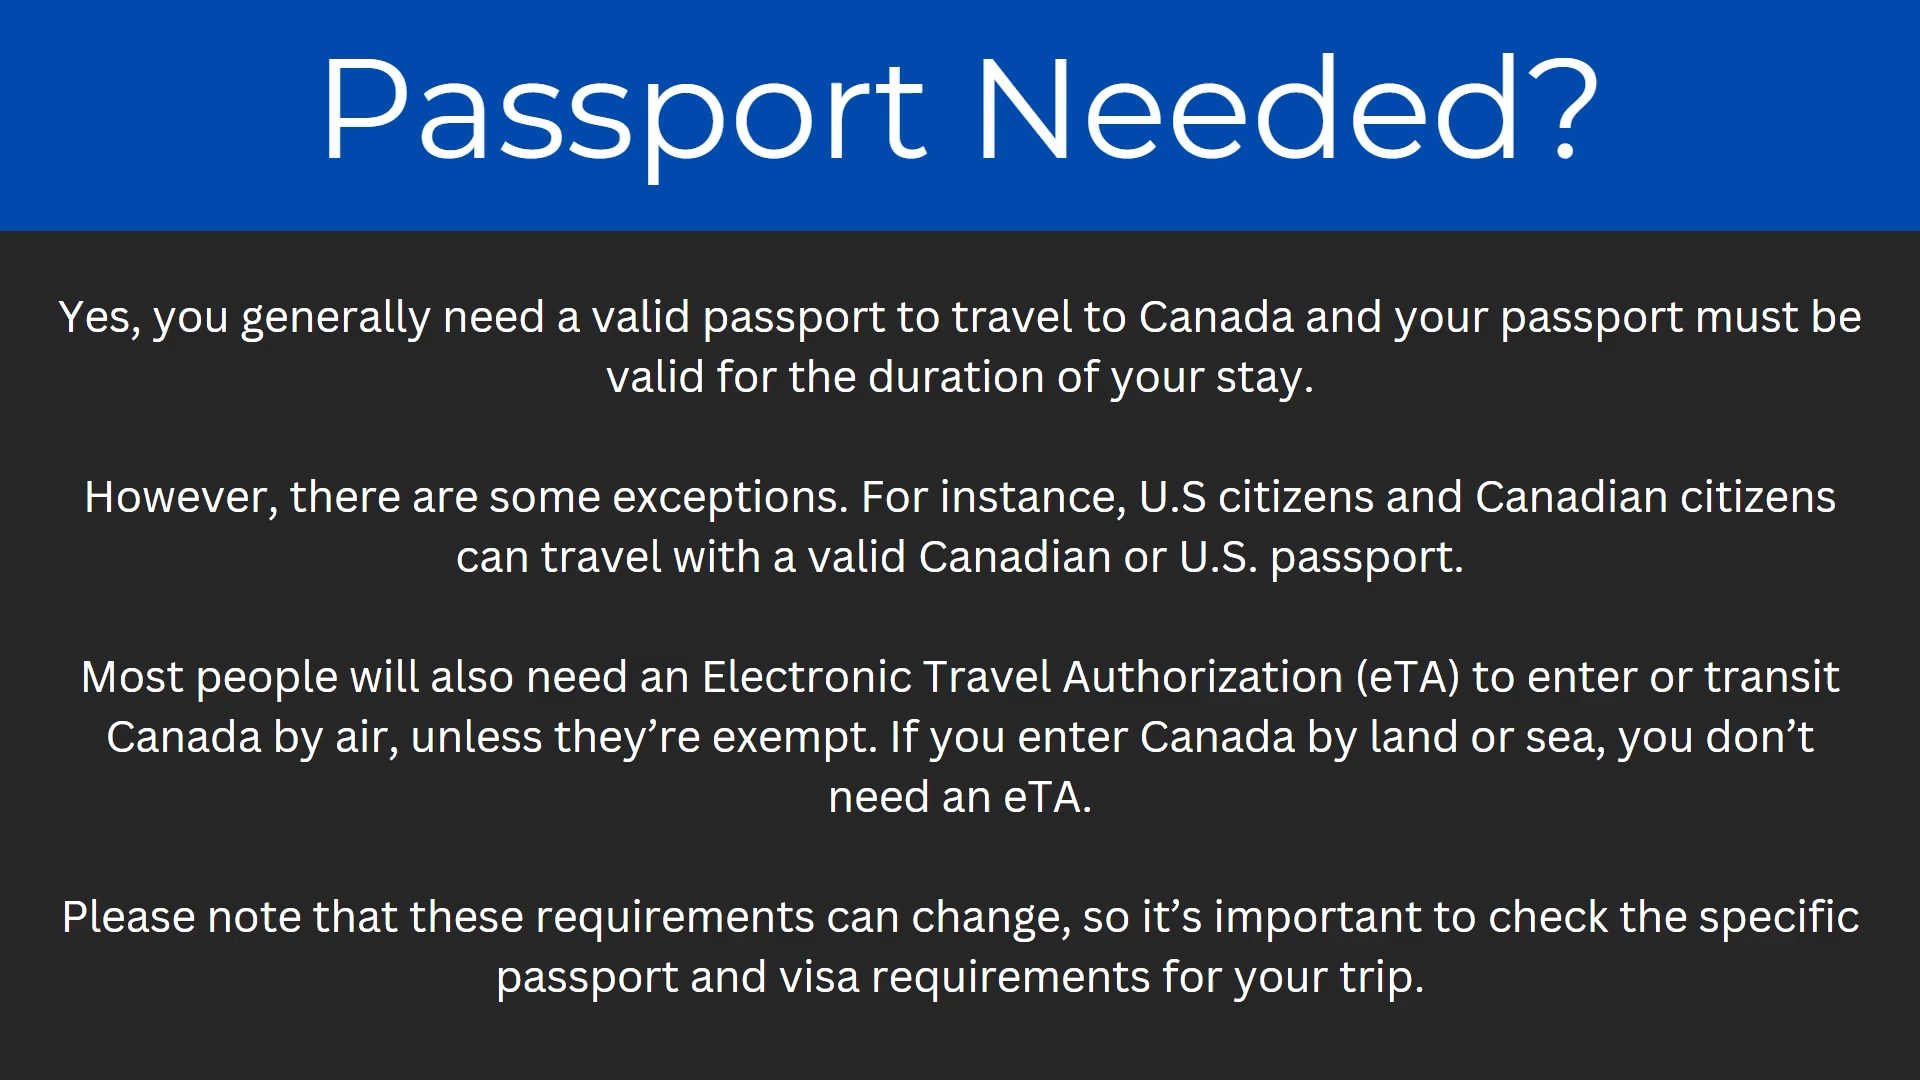 Passport Needed?
Yes, you generally need a valid passport to travel to Canada and your passport must be
valid for the duration of your stay.
However, there are some exceptions. For instance, U.S citizens and Canadian citizens
can travel with a valid Canadian or U.S. passport.
Most people will also need an Electronic Travel Authorization (eTA) to enter or transit
Canada by air, unless they’re exempt. If you enter Canada by land or sea, you don’t
need an eTA.
Please note that these requirements can change, so it’s important to check the specific
passport and visa requirements for your trip.